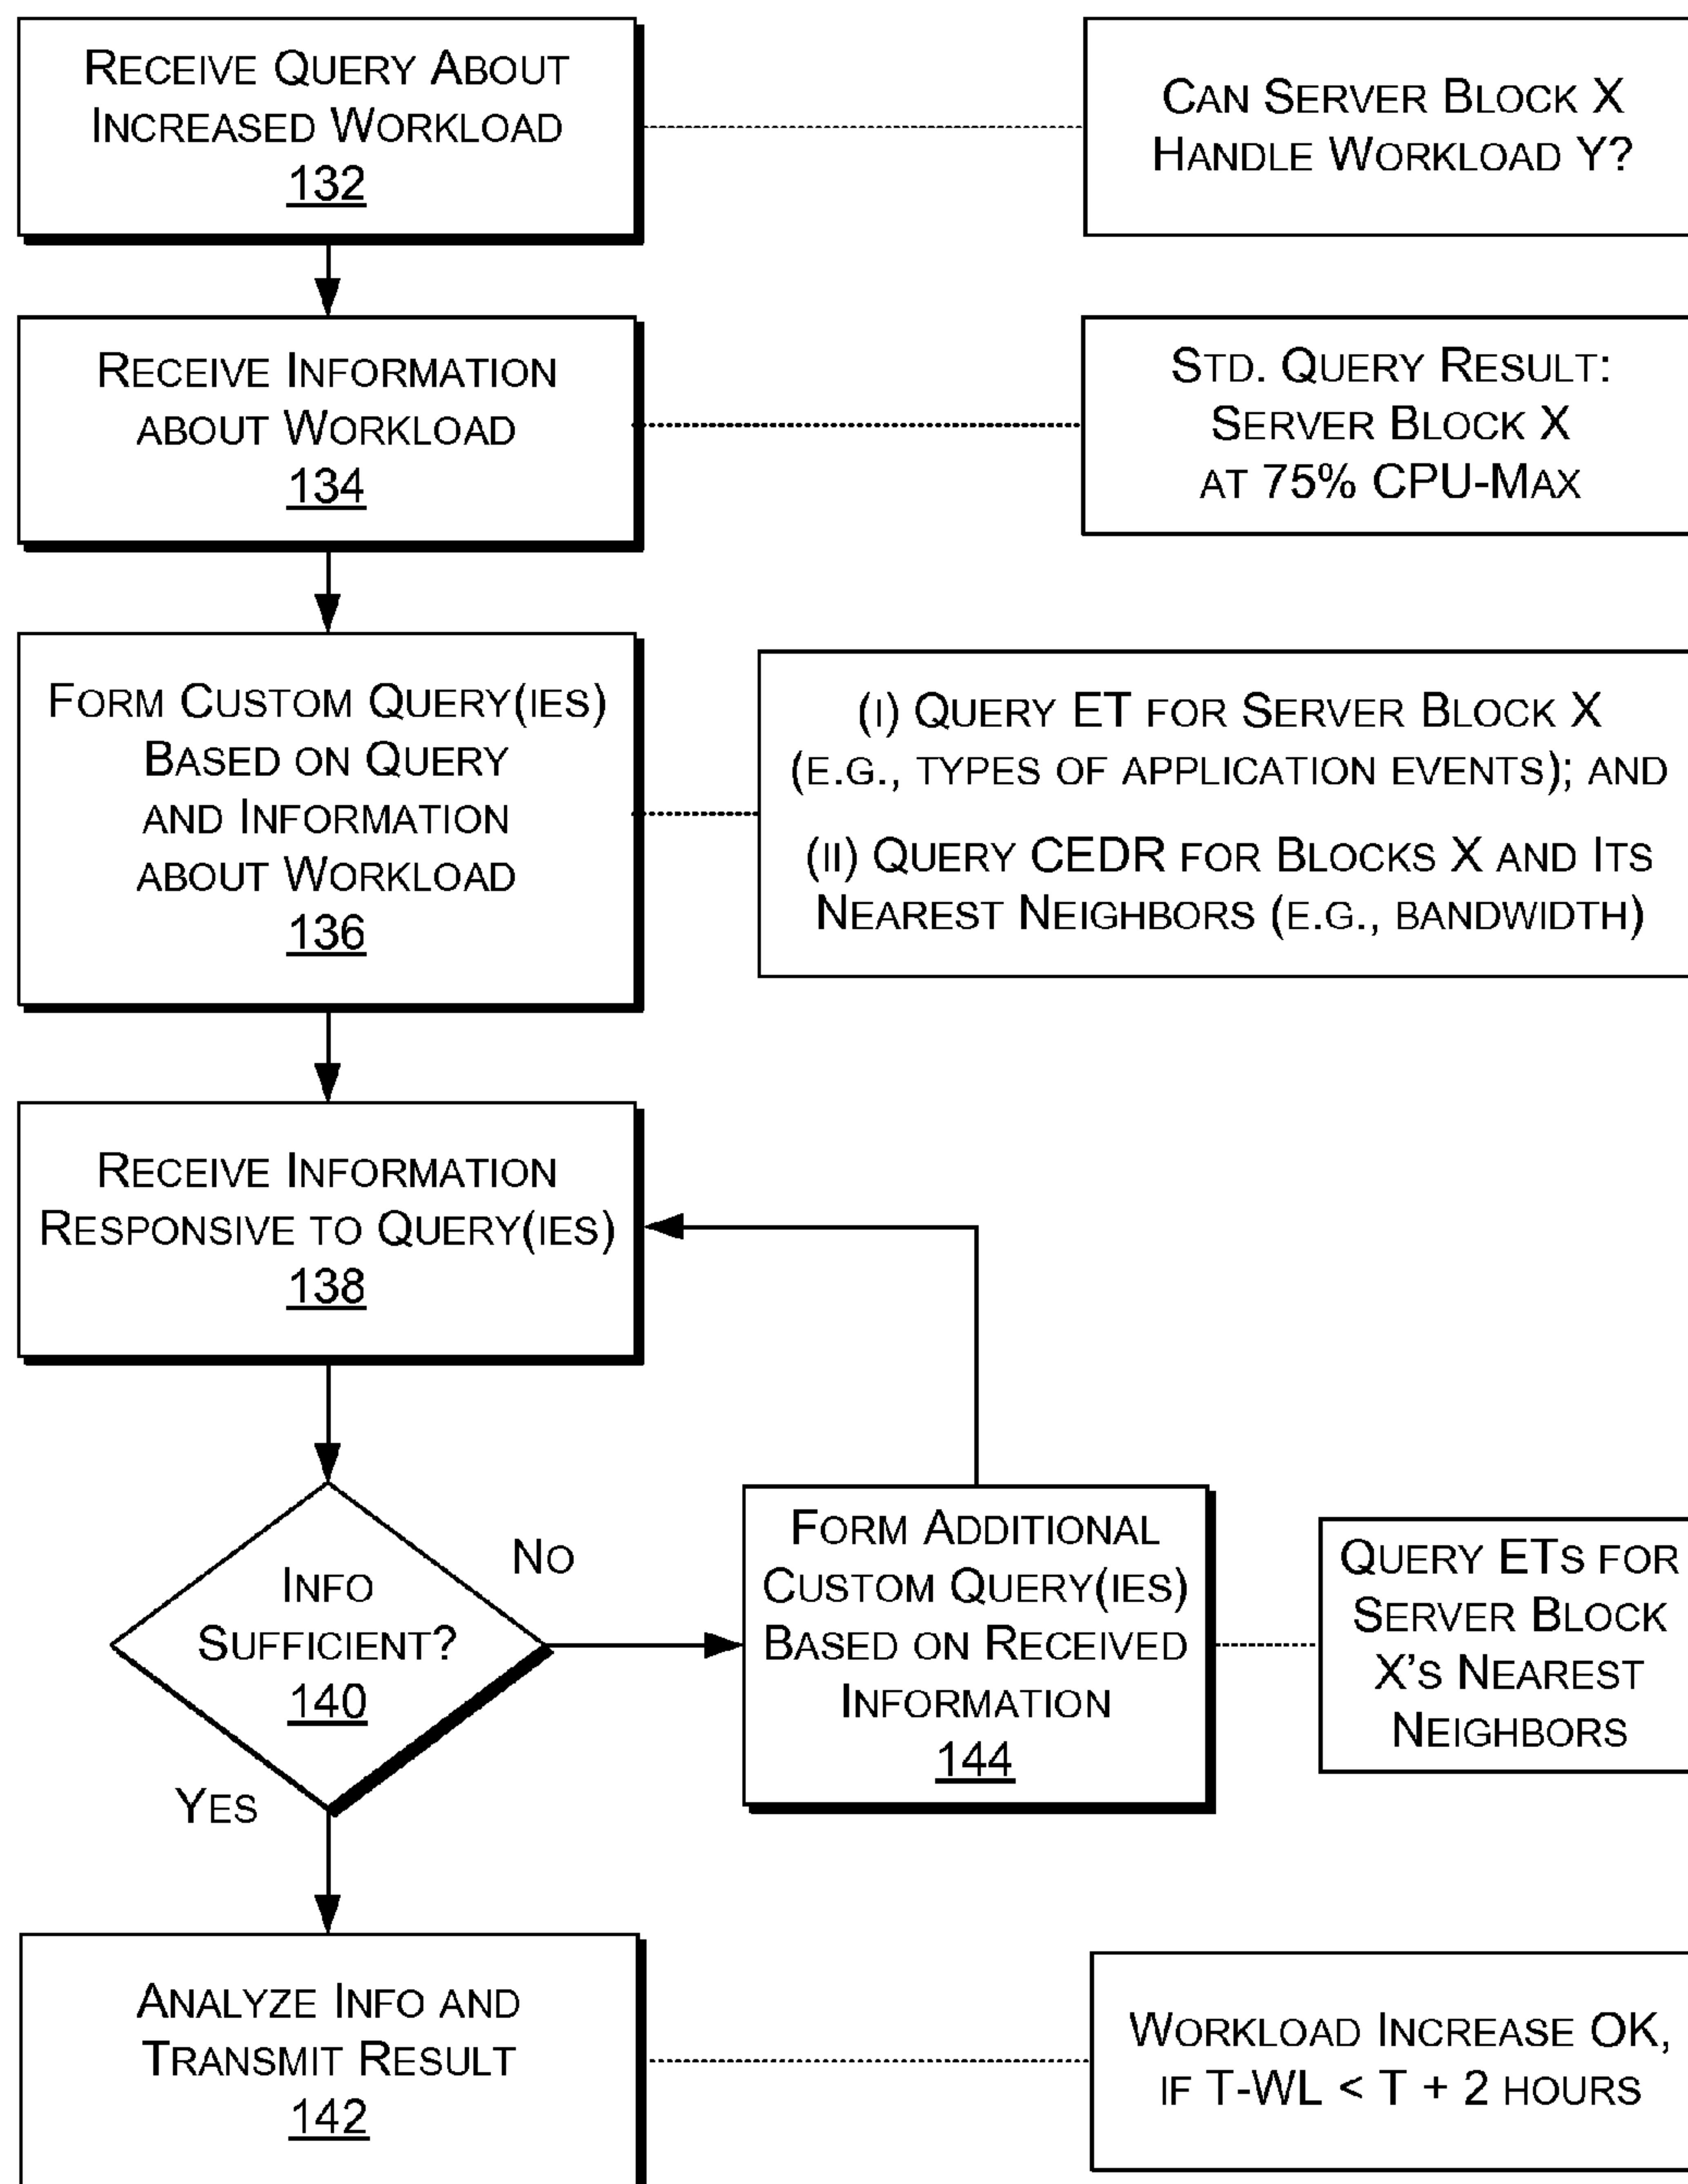 RECEIVE QUERY ABOUT
INCREASED WORKLOAD
132
CAN SERVER BLOCK X
HANDLE WORKLOAD Y?
RECEIVE INFORMATION
ABOUT WORKLOAD
134
STD. QUERY RESULT:
SERVER BLOCK X
AT 75% CPU-MAX
FORM CUSTOM QUERY(IES)
BASED ON QUERY
AND INFORMATION
ABOUT WORKLOAD
136
(I) QUERY ET FOR SERVER BLOCK X
(E.G., TYPES OF APPLICATION EVENTS); AND
(II) QUERY CEDR FOR BLOCKS X AND ITS
NEAREST NEIGHBORS (E.G., BANDWIDTH)
RECEIVE INFORMATION
RESPONSIVE TO QUERY(IES)
138
INFO
SUFFICIENT?
140
NO
YES
FORM ADDITIONAL
CUSTOM QUERY(IES)
BASED ON RECEIVED
INFORMATION
144
QUERY ETS FOR
SERVER BLOCK
X'S NEAREST
NEIGHBORS
ANALYZE INFO AND
TRANSMIT RESULT
142
WORKLOAD INCREASE OK,
IF T-WL < T + 2 HOURS